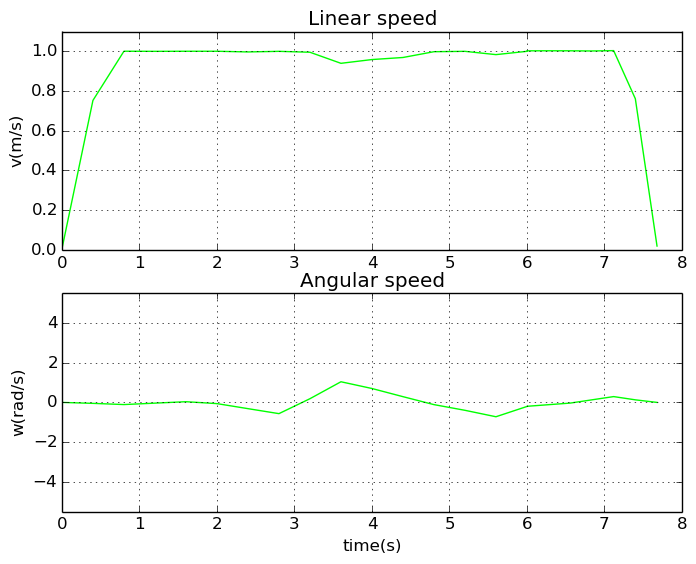 Linear speed
1.0
0.8
0.6
0.4
0.2
0.0
v(m/s)
0 1 2 3 4 5 6 7 8
Angular speed
4
2
0
−2
−4
w(rad/s)
0 1 2 3 4 5 6 7 8
time(s)